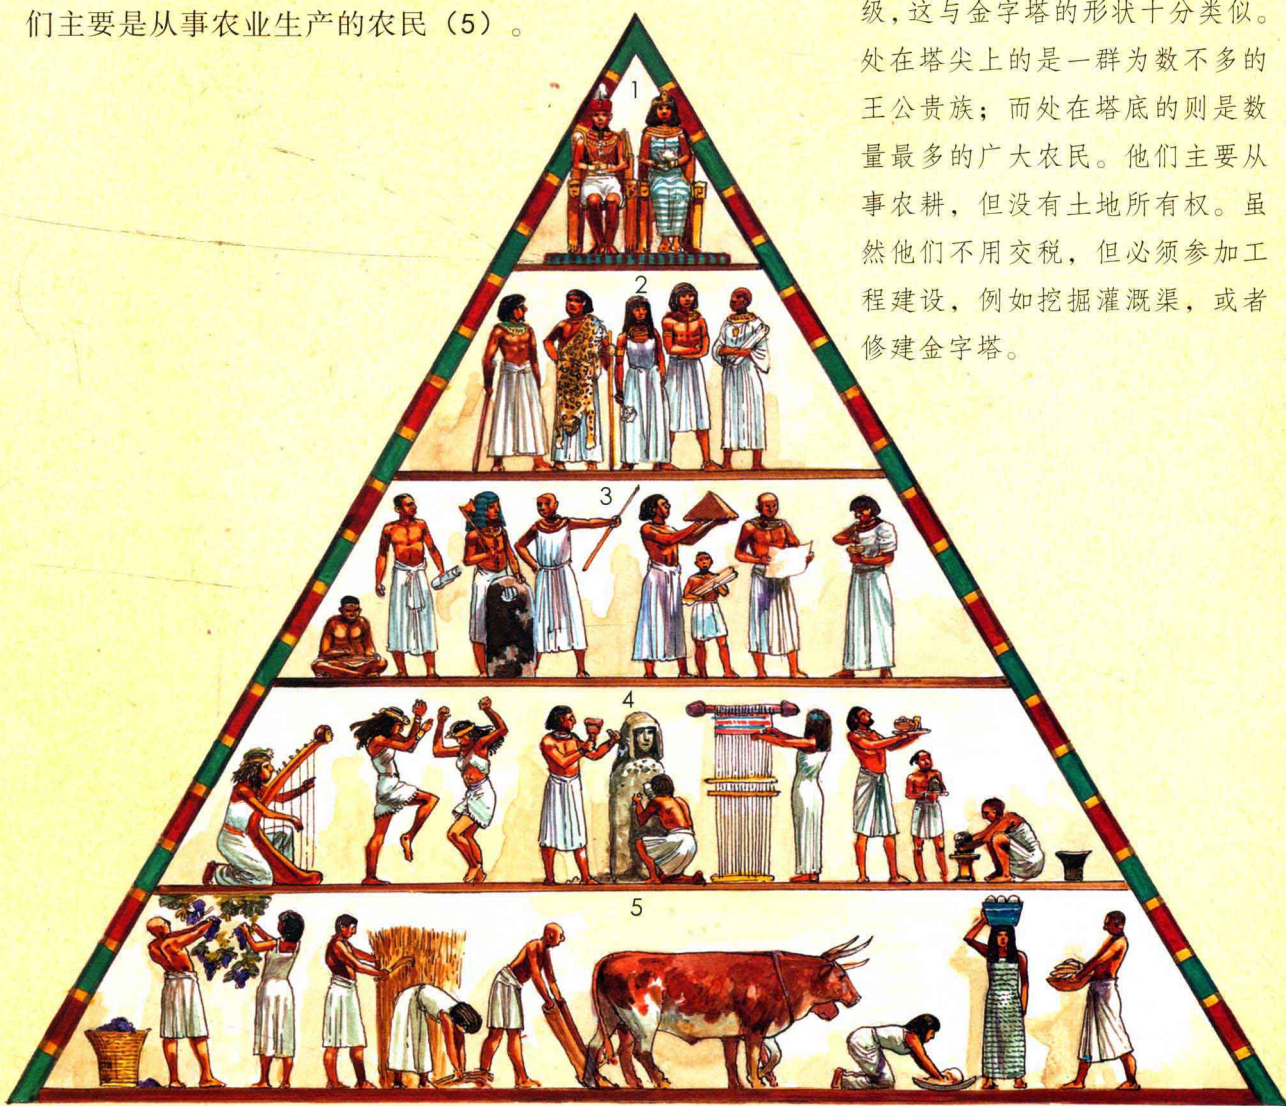 们主要是从事农业生产的农民（5）。
级，这与金字塔的形状十分类似。
处在塔尖上的是一群为数不多的
王公贵族；而处在塔底的则是数
量最多的广大农民。他们主要从
事农耕，但没有土地所有权。虽
然他们不用交税，但必须参加工
程建设，例如挖掘灌溉渠，或者
修建金字塔。
1
2
3
4
5